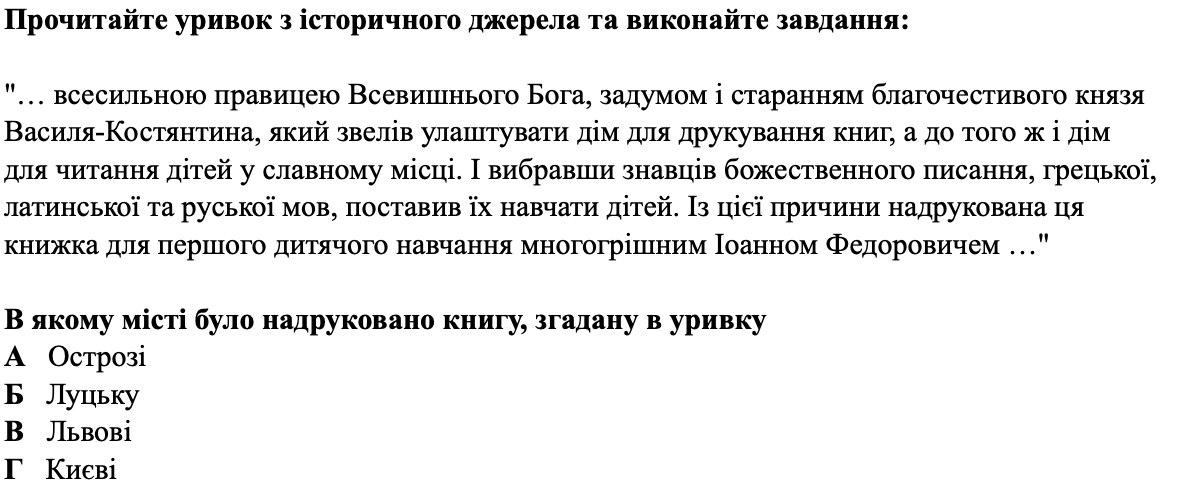 Прочитайте уривок з історичного джерела та виконайте завдання:
"… всесильною правицею Всевишнього Бога, задумом і старанням благочестивого князя
Василя-Костянтина, який звелів улаштувати дім для друкування книг, а до того ж і дім
для читання дітей у славному місці. І вибравши знавців божественного писання, грецької,
латинської та руської мов, поставив їх навчати дітей. Із цієї причини надрукована ця
книжка для першого дитячого навчання многогрішним Іоанном Федоровичем …"
В якому місті було надруковано книгу, згадану в уривку
А Острозі
Б Луцьку
В Львові
Г Києві